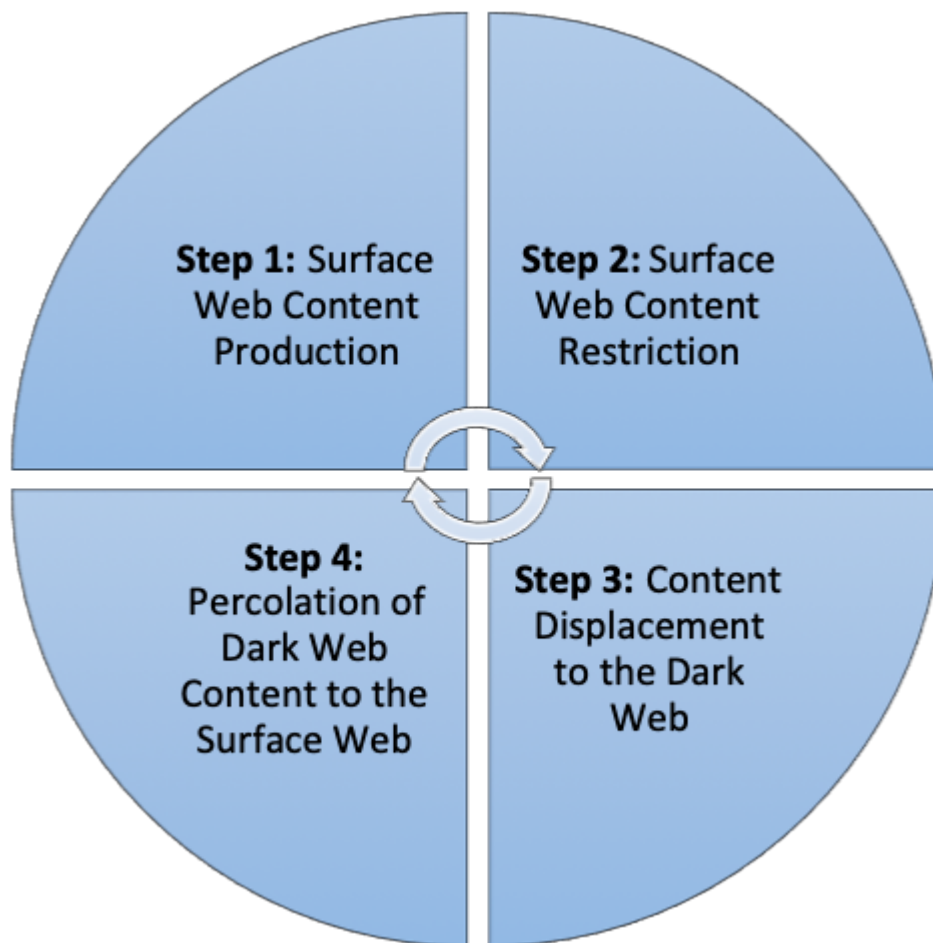 Step 1: Surface
Web Content
Production
Step 2: Surface
Web Content
Restriction
Step 3: Content
Displacement
to the Dark
Web
Step 4:
Percolation of
Dark Web
Content to the
Surface Web